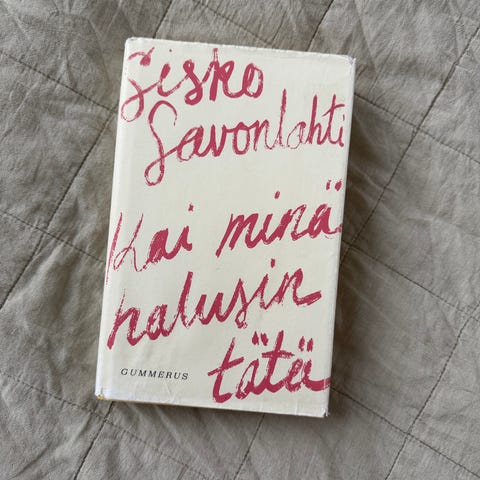 Sisko
Savonlahti
Kai minä
halusin
tätä
GUMMERUS